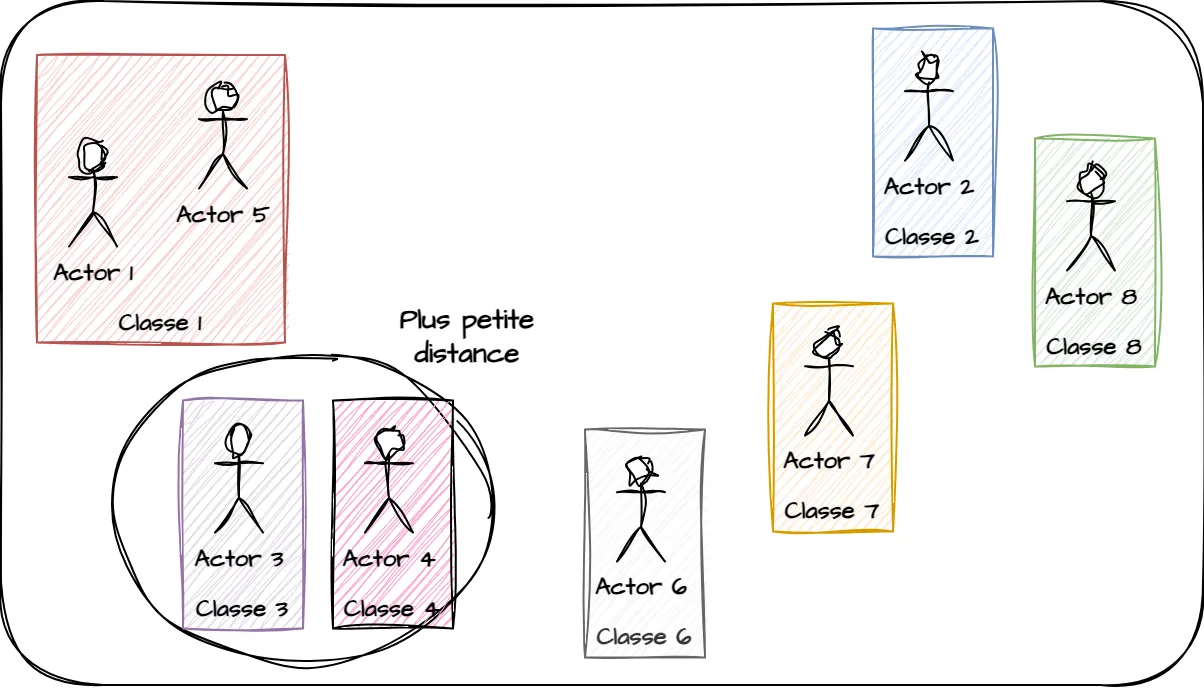 Actor 5
Actor 1
Classe 1
Plus petite
distance
Actor 3
Classe 3
Actor 4
Classe 4
Actor 6
Classe 6
Actor 7
Classe 7
Actor 2
Classe 2
Actor 8
Classe 8